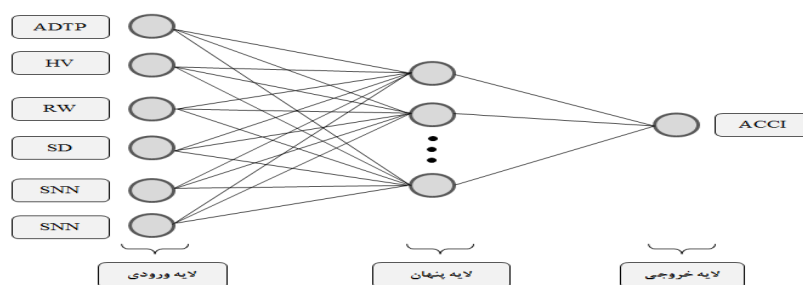 ADTP
HV
RW
SD
SNN
SNN
ACCI
لایه ورودی
لایه پنهان
لایه خروجی